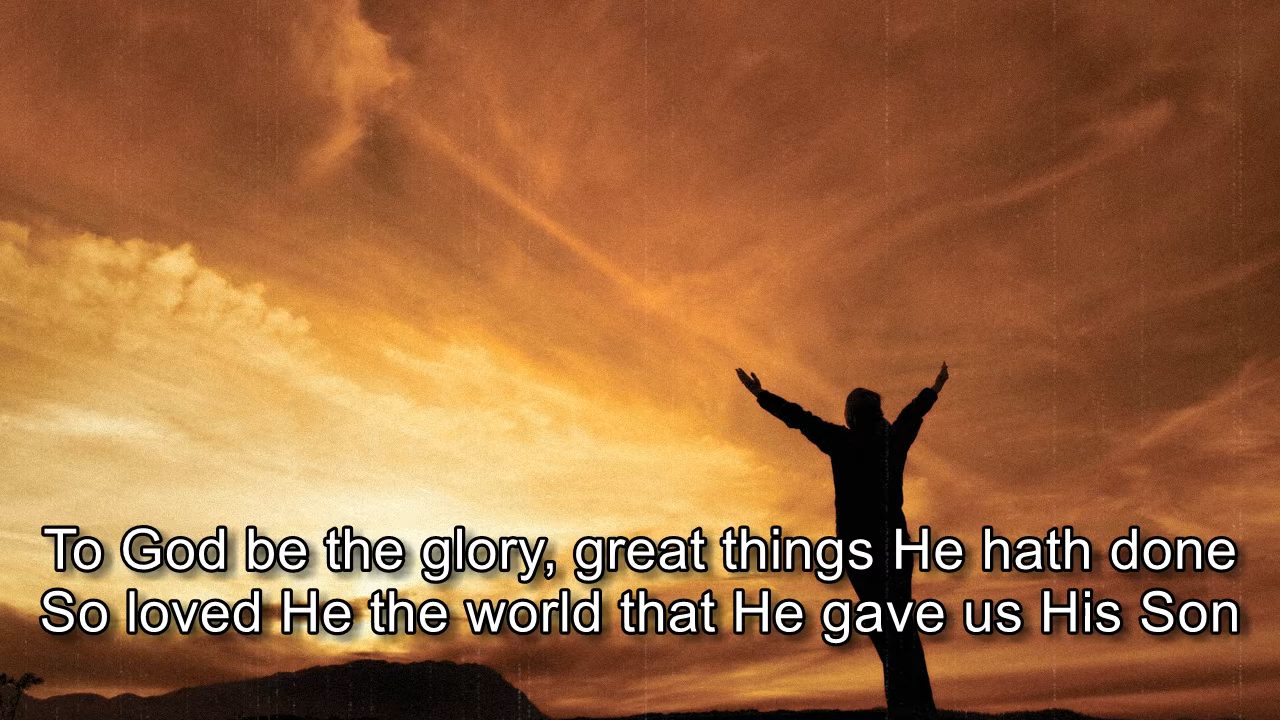 To God be the glory, great things He hath done
So loved He the world that He gave us His Son